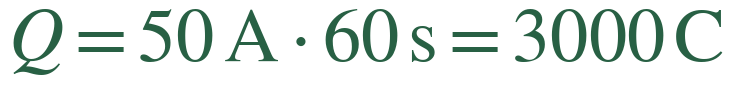 Q = 50 A · 60 s = 3000 C